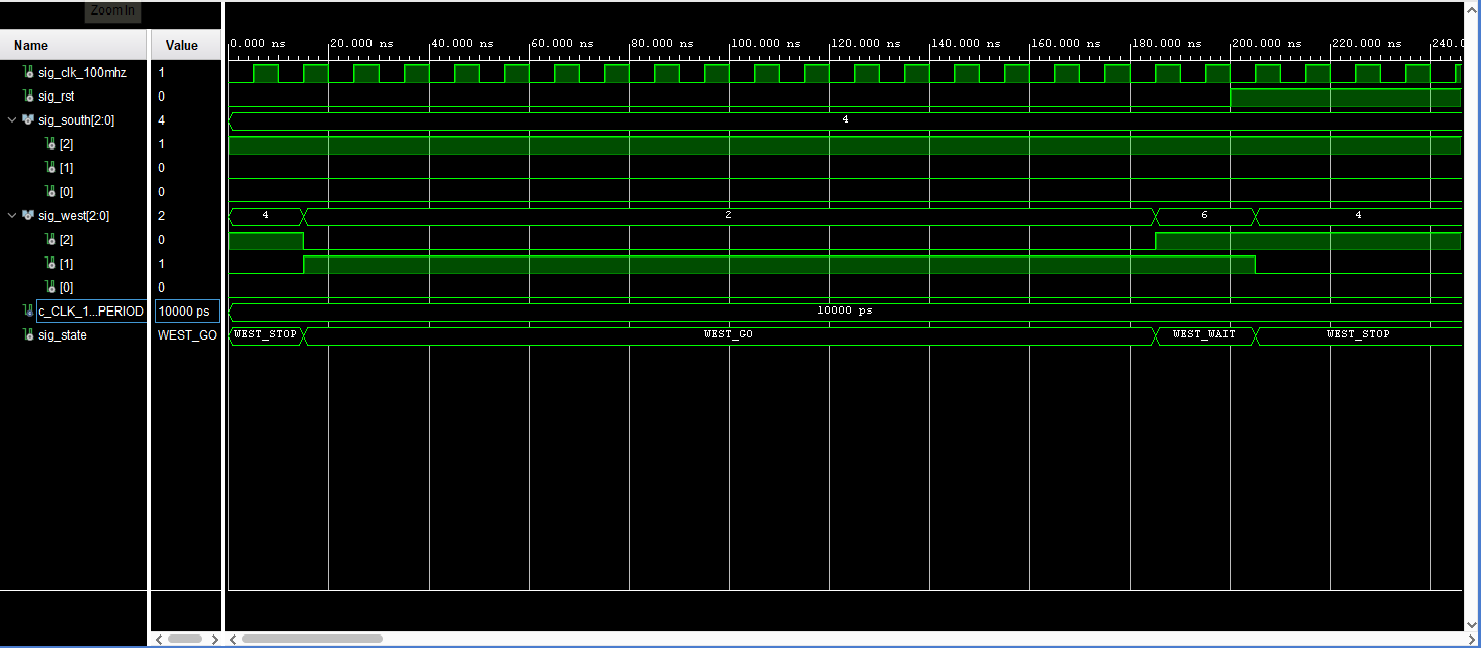 Zoom In
Name Value
0.000 ns 20.000 ns 40.000 ns 60.000 ns 80.000 ns 100.000 ns 120.000 ns 140.000 ns 160.000 ns 180.000 ns 200.000 ns 220.000 ns 240.0
sig_clk_100mhz 1
sig_rst 0
sig_south[2:0] 4 4
[2] 1
[1] 0
[0] 0
sig_west[2:0] 2 4 2 6 4
[2] 0
[1] 1
[0] 0
c_CLK_1...PERIOD 10000 ps 10000 ps
sig_state WEST_GO WEST_STOP WEST_GO WEST_WAIT WEST_STOP